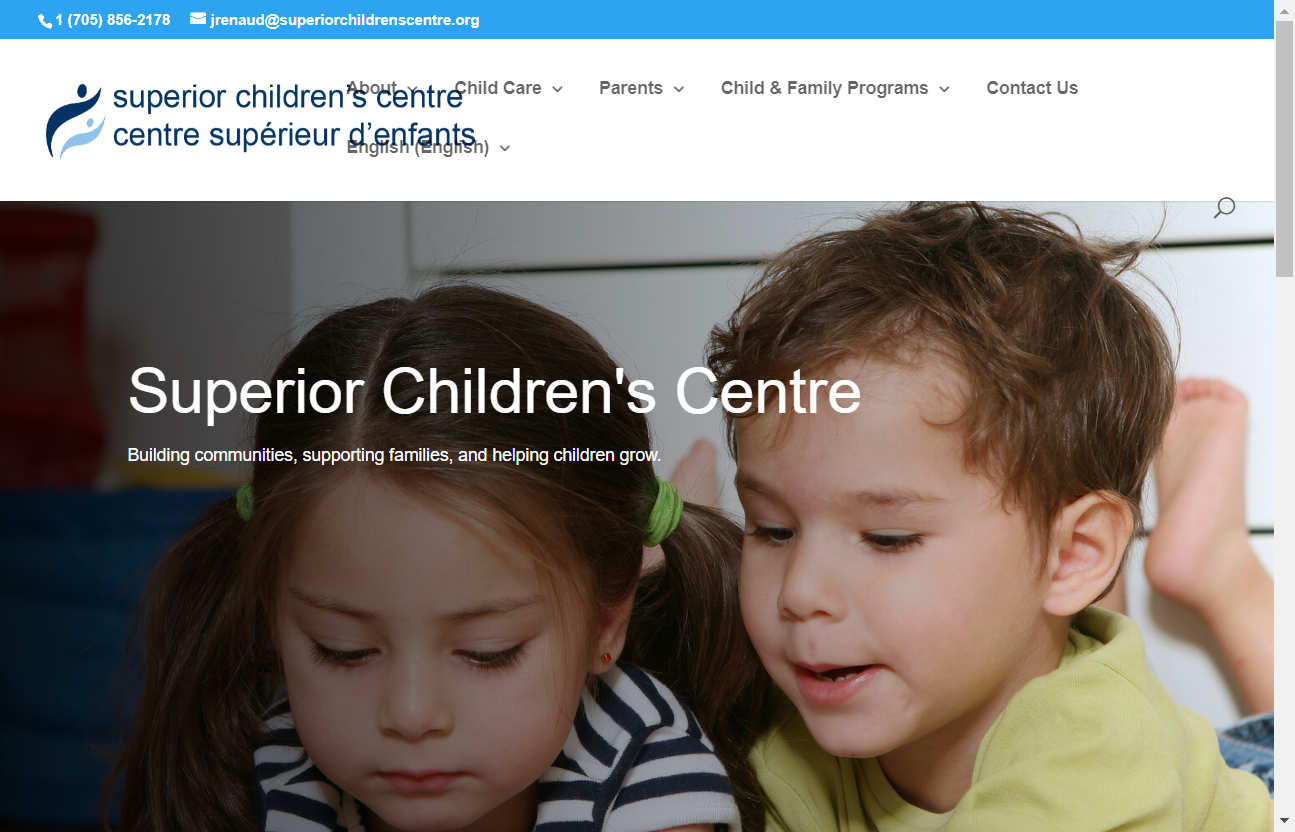 1 (705) 856-2178 jrenaud@superiorchildrenscentre.org
superior children's centre
centre supérieur d'enfants
About Child Care Parents Child & Family Programs Contact Us
English (English)
Superior Children's Centre
Building communities, supporting families, and helping children grow.